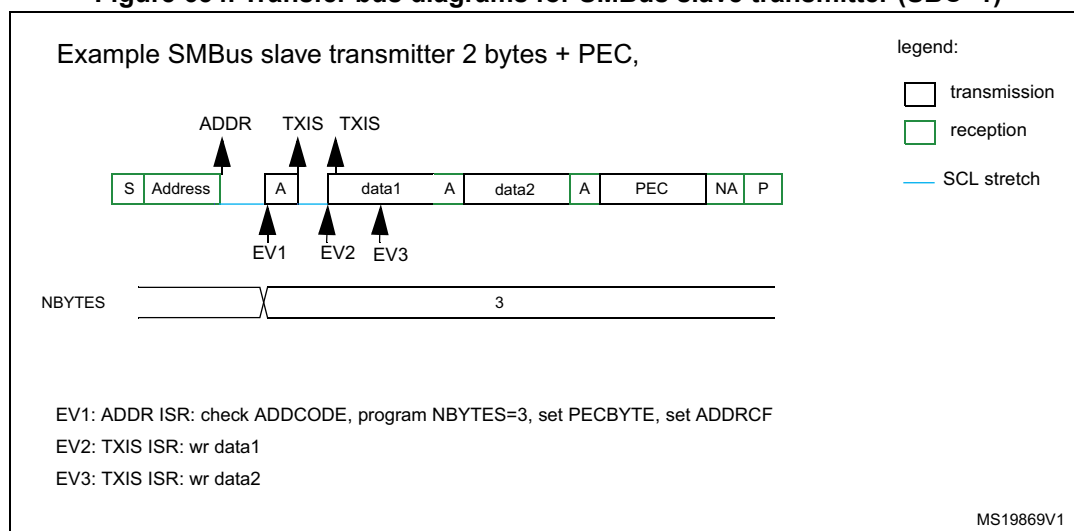 Example SMBus slave transmitter 2 bytes + PEC,
legend:
transmission
reception
SCL stretch
ADDR TXIS TXIS
S Address A data1 A data2 A PEC NA P
EV1 EV2 EV3
NBYTES 3
EV1: ADDR ISR: check ADDCODE, program NBYTES=3, set PECBYTE, set ADDRCF
EV2: TXIS ISR: wr data1
EV3: TXIS ISR: wr data2
MS19869V1